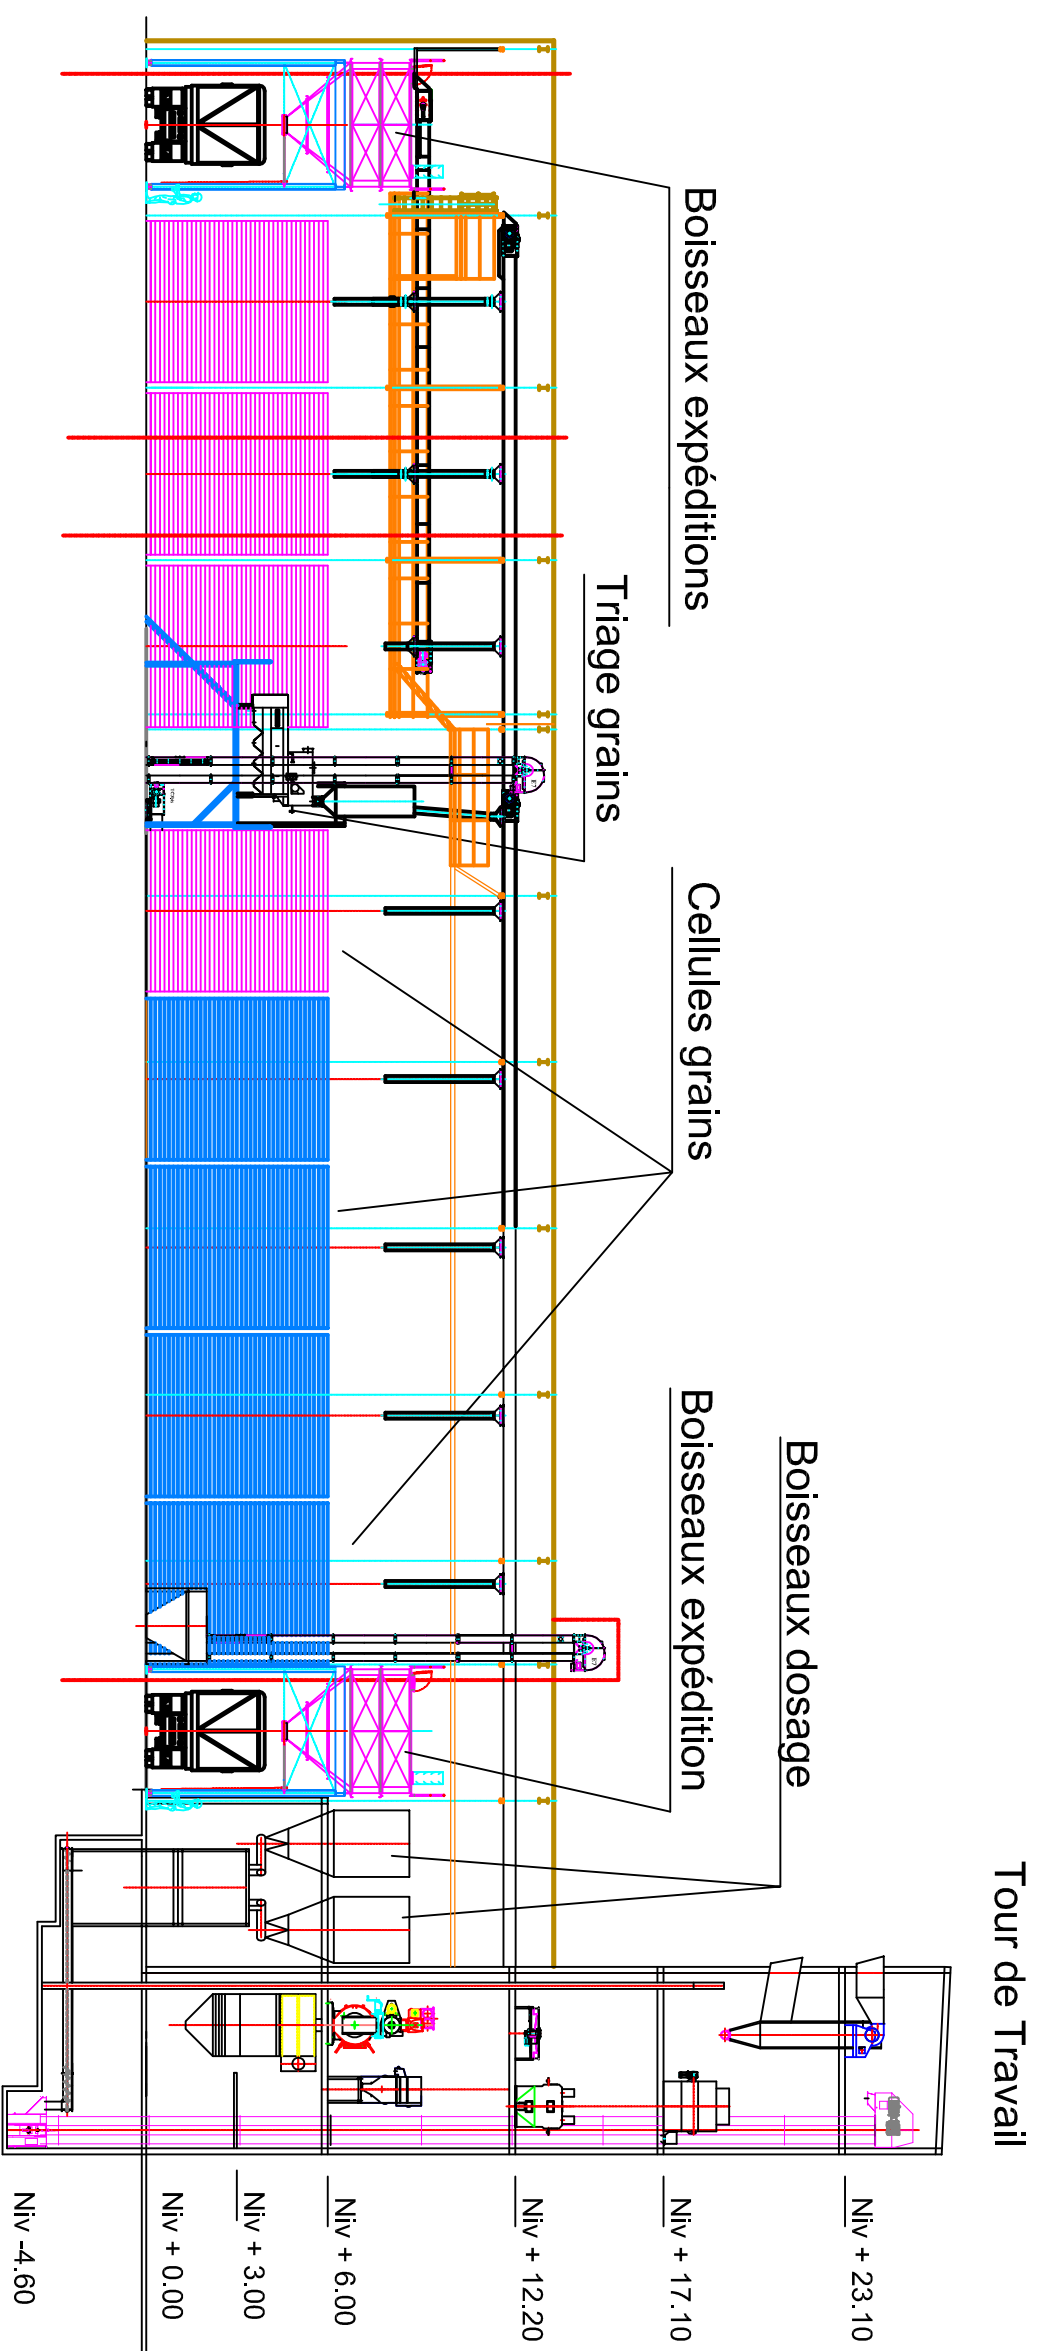 Tour de Travail
Boisseaux expéditions
Triage grains
Cellules grains
Boisseaux expédition
Boisseaux dosage
Niv + 23.10
Niv + 17.10
Niv + 12.20
Niv + 6.00
Niv + 3.00
Niv + 0.00
Niv -4.60